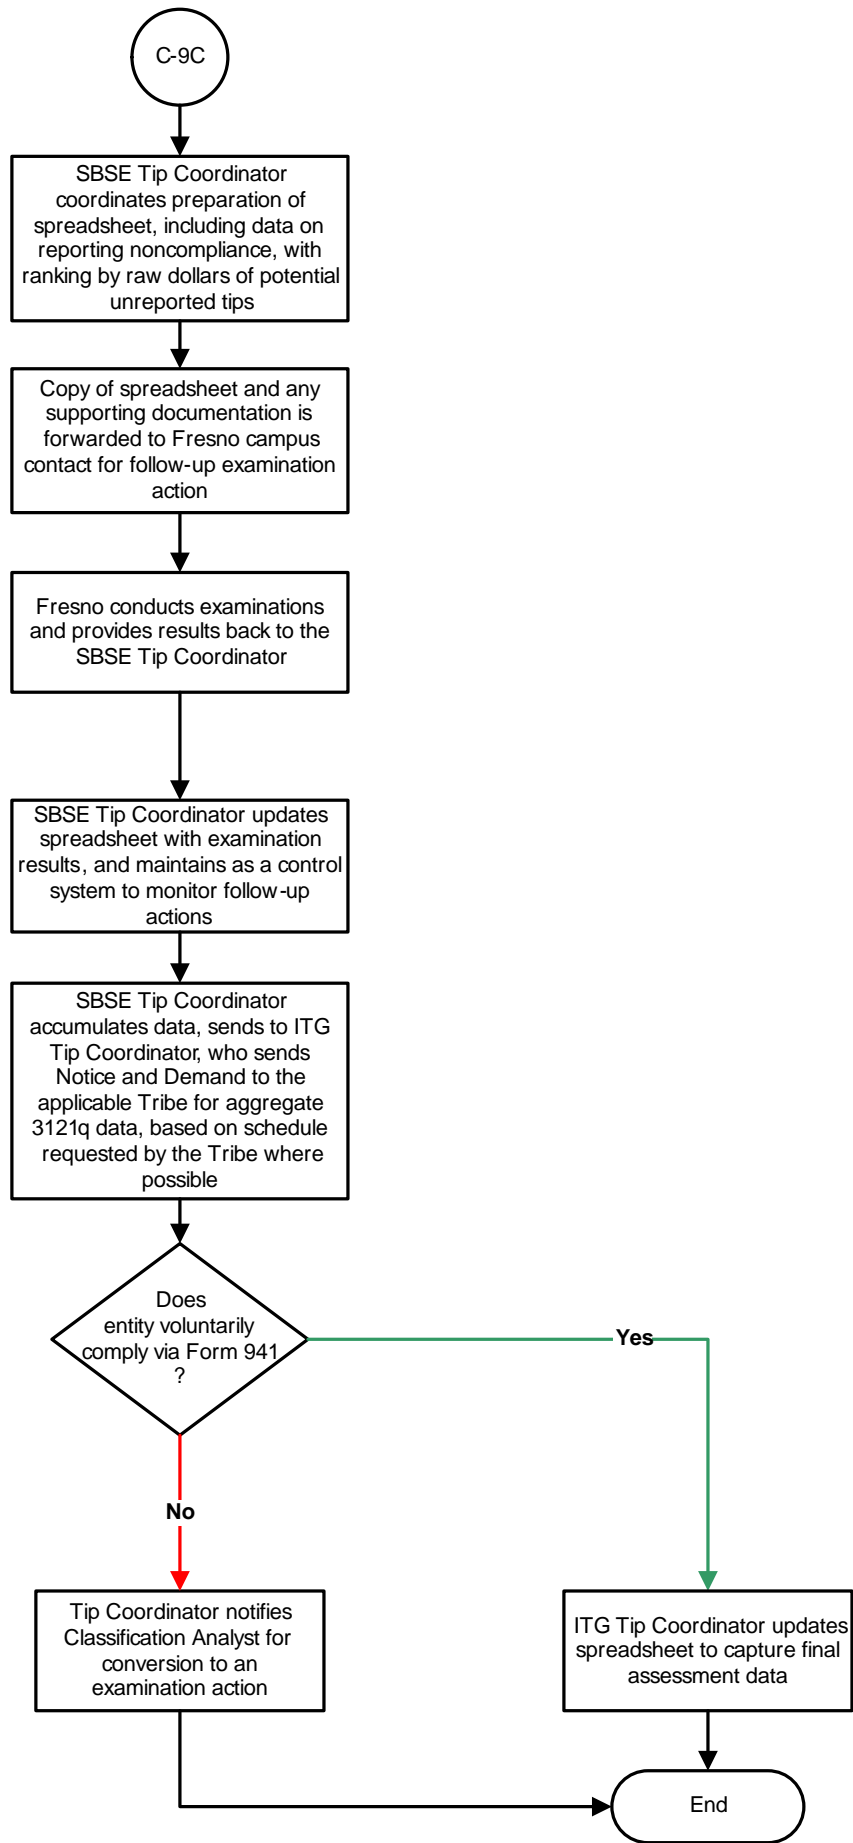 C-9C
SBSE Tip Coordinator
coordinates preparation of
spreadsheet, including data on
reporting noncompliance, with
ranking by raw dollars of potential
unreported tips
Copy of spreadsheet and any
supporting documentation is
forwarded to Fresno campus
contact for follow-up examination
action
Fresno conducts examinations
and provides results back to the
SBSE Tip Coordinator
SBSE Tip Coordinator updates
spreadsheet with examination
results, and maintains as a control
system to monitor follow-up
actions
SBSE Tip Coordinator
accumulates data, sends to ITG
Tip Coordinator, who sends
Notice and Demand to the
applicable Tribe for aggregate
3121q data, based on schedule
requested by the Tribe where
possible
Does
entity voluntarily
comply via Form 941
?
Yes
No
Tip Coordinator notifies
Classification Analyst for
conversion to an
examination action
ITG Tip Coordinator updates
spreadsheet to capture final
assessment data
End